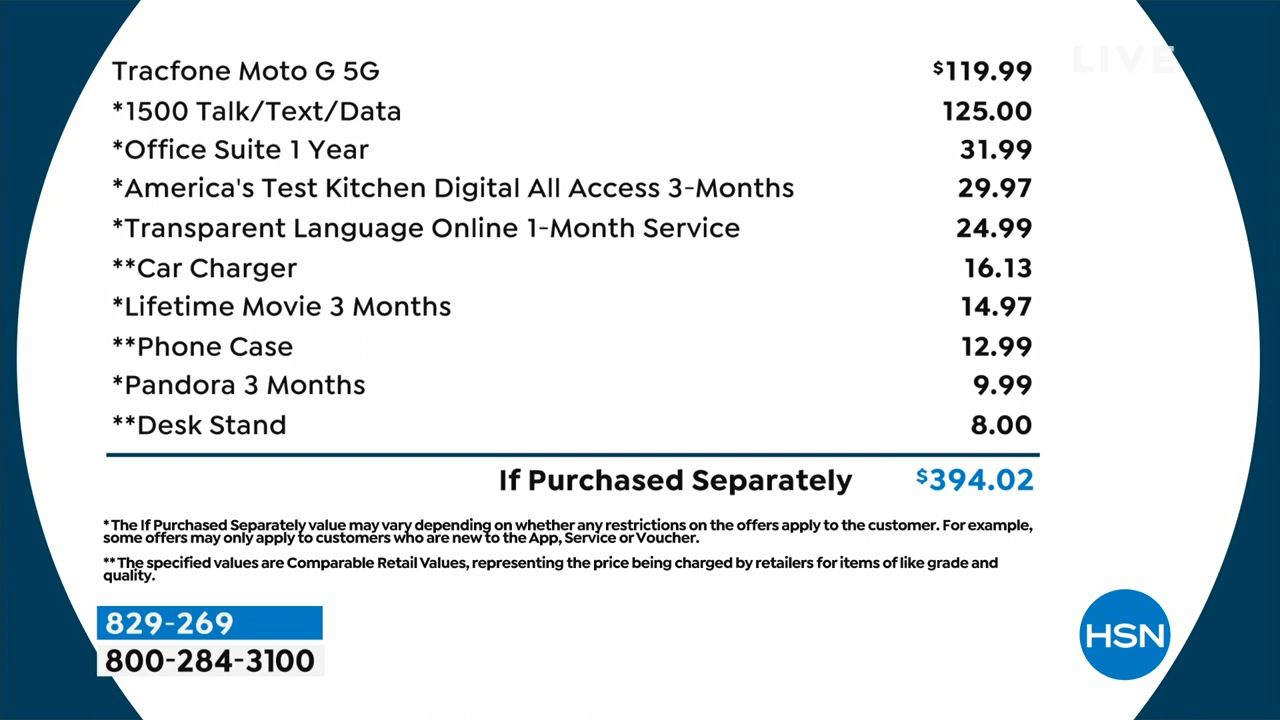 LIVE
Tracfone Moto G 5G $119.99
*1500 Talk/Text/Data 125.00
*Office Suite 1 Year 31.99
*America's Test Kitchen Digital All Access 3-Months 29.97
*Transparent Language Online 1-Month Service 24.99
**Car Charger 16.13
*Lifetime Movie 3 Months 14.97
**Phone Case 12.99
*Pandora 3 Months 9.99
**Desk Stand 8.00
If Purchased Separately $394.02
* The If Purchased Separately value may vary depending on whether any restrictions on the offers apply to the customer. For example,
some offers may only apply to customers who are new to the App, Service or Voucher.
** The specified values are Comparable Retail Values, representing the price being charged by retailers for items of like grade and
quality.
829-269
800-284-3100
HSN